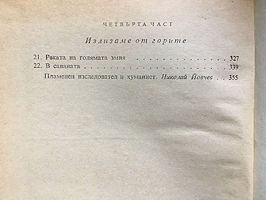 ЧЕТВЪРТА ЧАСТ
Излизаме от горите
21. Реката на голямата змия . . . . . . . . . . . . . 327
22. В саваната . . . . . . . . . . . . . . . . . . . . . 339
Пламенен изследовател и хуманист. Николай Йовчев . . . 355